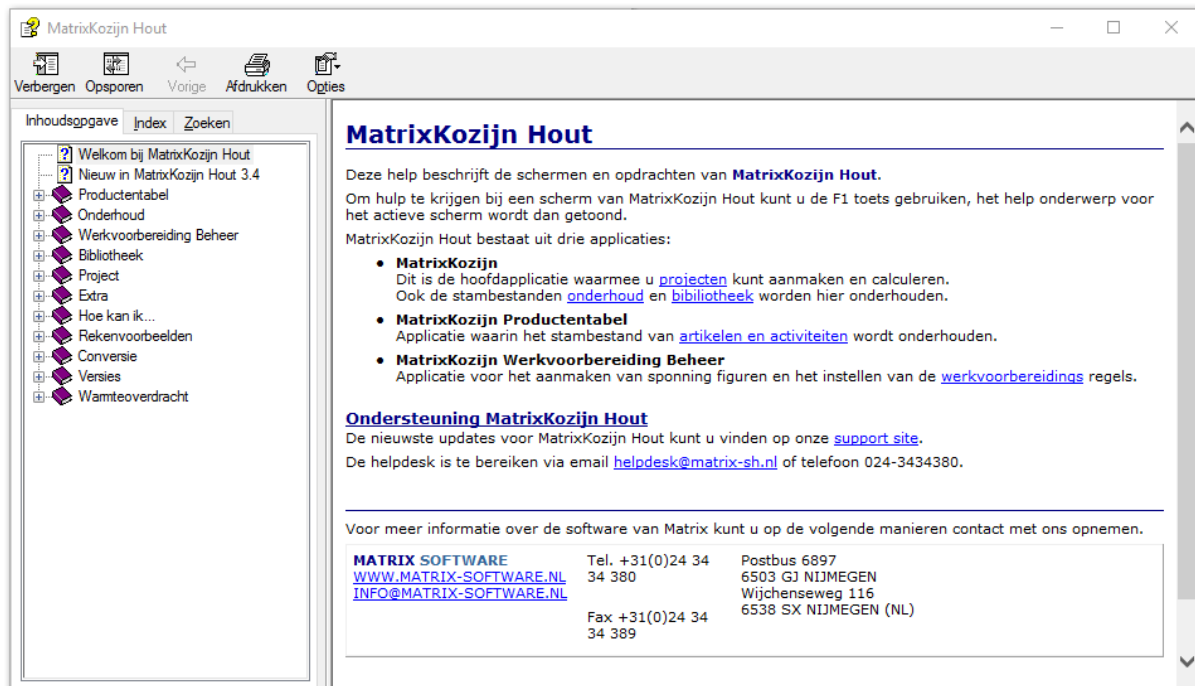 MatrixKozijn Hout
Verbergen Opsporen Vorige Afdrukken Opties
Inhoudsopgave Index Zoeken
Welkom bij MatrixKozijn Hout
Nieuw in MatrixKozijn Hout 3.4
Productentabel
Onderhoud
Werkvoorbereiding Beheer
Bibliotheek
Project
Extra
Hoe kan ik...
Rekenvoorbeelden
Conversie
Versies
Warmteoverdracht
MatrixKozijn Hout
Deze help beschrijft de schermen en opdrachten van MatrixKozijn Hout.
Om hulp te krijgen bij een scherm van MatrixKozijn Hout kunt u de F1 toets gebruiken, het help onderwerp voor
het actieve scherm wordt dan getoond.
MatrixKozijn Hout bestaat uit drie applicaties:
• MatrixKozijn
Dit is de hoofdapplicatie waarmee u projecten kunt aanmaken en calculeren.
Ook de stambestanden onderhoud en bibiliotheek worden hier onderhouden.
• MatrixKozijn Productentabel
Applicatie waarin het stambestand van artikelen en activiteiten wordt onderhouden.
• MatrixKozijn Werkvoorbereiding Beheer
Applicatie voor het aanmaken van sponning figuren en het instellen van de werkvoorbereidings regels.
Ondersteuning MatrixKozijn Hout
De nieuwste updates voor MatrixKozijn Hout kunt u vinden op onze support site.
De helpdesk is te bereiken via email helpdesk@matrix-sh.nl of telefoon 024-3434380.
Voor meer informatie over de software van Matrix kunt u op de volgende manieren contact met ons opnemen.
MATRIX SOFTWARE
WWW.MATRIX-SOFTWARE.NL
INFO@MATRIX-SOFTWARE.NL
Tel. +31(0)24 34
34 380
Fax +31(0)24 34
34 389
Postbus 6897
6503 GJ NIJMEGEN
Wijchenseweg 116
6538 SX NIJMEGEN (NL)